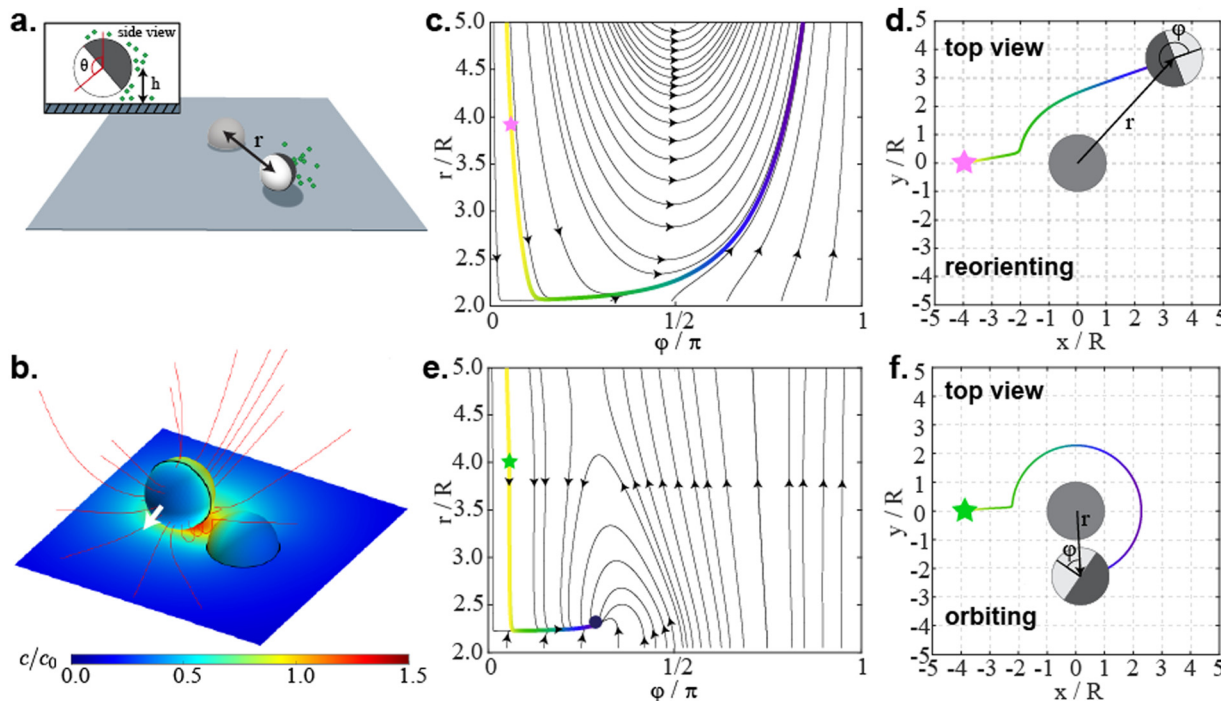 a.
side view
θ
h
r
b.
c/c0
0.0
0.5
1.0
1.5
c.
5.0
4.5
4.0
3.5
3.0
2.5
2.0
r / R
0
1/2
1
φ / π
d.
top view
reorienting
φ
r
5
4
3
2
1
0
-1
-2
-3
-4
-5
y / R
-5 -4 -3 -2 -1 0 1 2 3 4 5
x / R
e.
5.0
4.5
4.0
3.5
3.0
2.5
2.0
r / R
0
1/2
1
φ / π
f.
top view
orbiting
r
φ
5
4
3
2
1
0
-1
-2
-3
-4
-5
y / R
-5 -4 -3 -2 -1 0 1 2 3 4 5
x / R